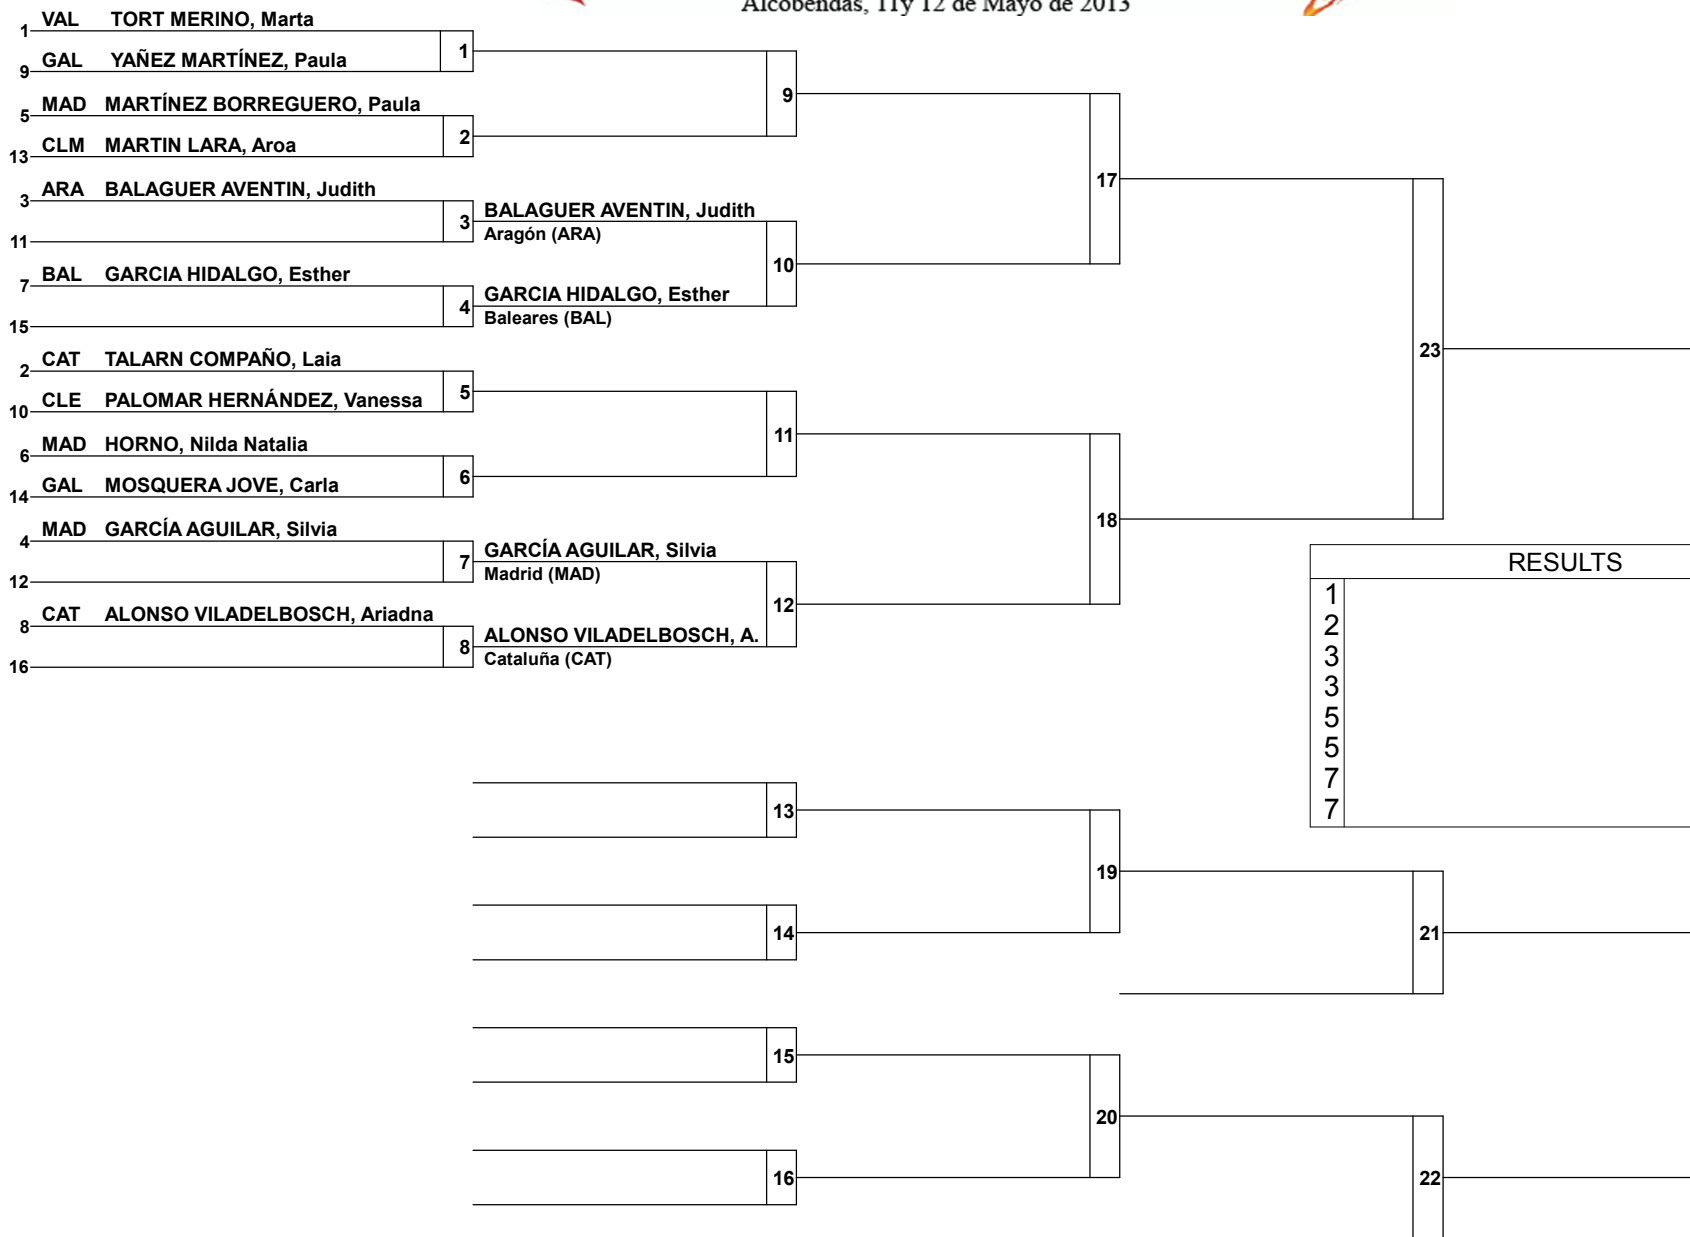 Alcobendas, 11y 12 de Mayo de 2013
1 VAL TORT MERINO, Marta
1
9 GAL YAÑEZ MARTÍNEZ, Paula
9
5 MAD MARTÍNEZ BORREGUERO, Paula
2
13 CLM MARTIN LARA, Aroa
17
3 ARA BALAGUER AVENTIN, Judith
3 BALAGUER AVENTIN, Judith
Aragón (ARA)
11
10
7 BAL GARCIA HIDALGO, Esther
4 GARCIA HIDALGO, Esther
Baleares (BAL)
15
23
2 CAT TALARN COMPAÑO, Laia
5
10 CLE PALOMAR HERNÁNDEZ, Vanessa
11
6 MAD HORNO, Nilda Natalia
6
14 GAL MOSQUERA JOVE, Carla
18
4 MAD GARCÍA AGUILAR, Silvia
7 GARCÍA AGUILAR, Silvia
Madrid (MAD)
12
12
8 CAT ALONSO VILADELBOSCH, Ariadna
8 ALONSO VILADELBOSCH, A.
Cataluña (CAT)
16
RESULTS
1
2
3
3
5
5
7
7
13
19
14
21
15
20
16
22